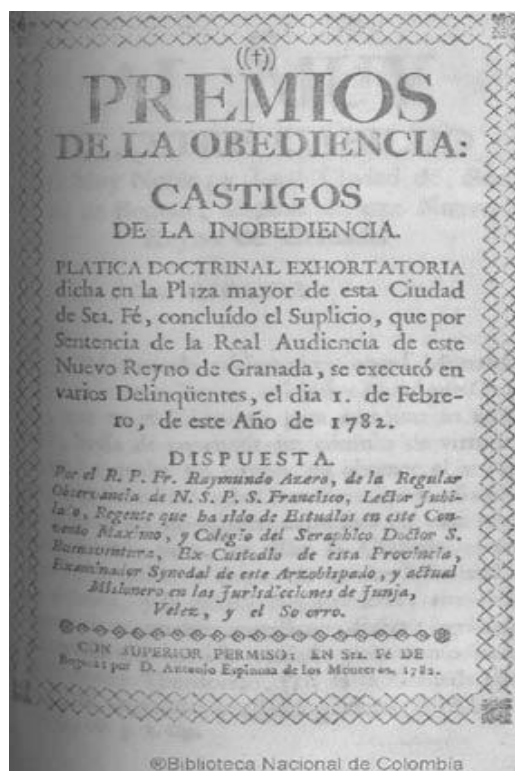 ((†))
PREMIOS
DE LA OBEDIENCIA:
CASTIGOS
DE LA INOBEDIENCIA.
PLATICA DOCTRINAL EXHORTATORIA
dicha en la Plaza mayor de esta Ciudad
de Sta. Fé, concluído el Suplicio, que por
Sentencia de la Real Audiencia de este
Nuevo Reyno de Granada, se executó en
varios Delinqüentes, el dia 1. de Febre-
ro, de este Año de 1782.
DISPUESTA.
Por el R. P. Fr. Raymundo Azero, de la Regular
Observancia de N. S. P. S. Francisco, Lector Jubi-
lado, Regente que ha sido de Estudios en este Con-
vento Maximo, y Colegio del Seraphico Doctor S.
Buenaventura, Ex-Custodio de esta Provincia,
Examinador Synodal de este Arzobispado, y actual
Misionero en las Jurisdicciones de Junja,
Velez, y el So orro.
CON SUPERIOR PERMISO: EN Sta. Fé DE
Bogotá: por D. Antonio Espinosa de los Monteros, 1782.
®Biblioteca Nacional de Colombia